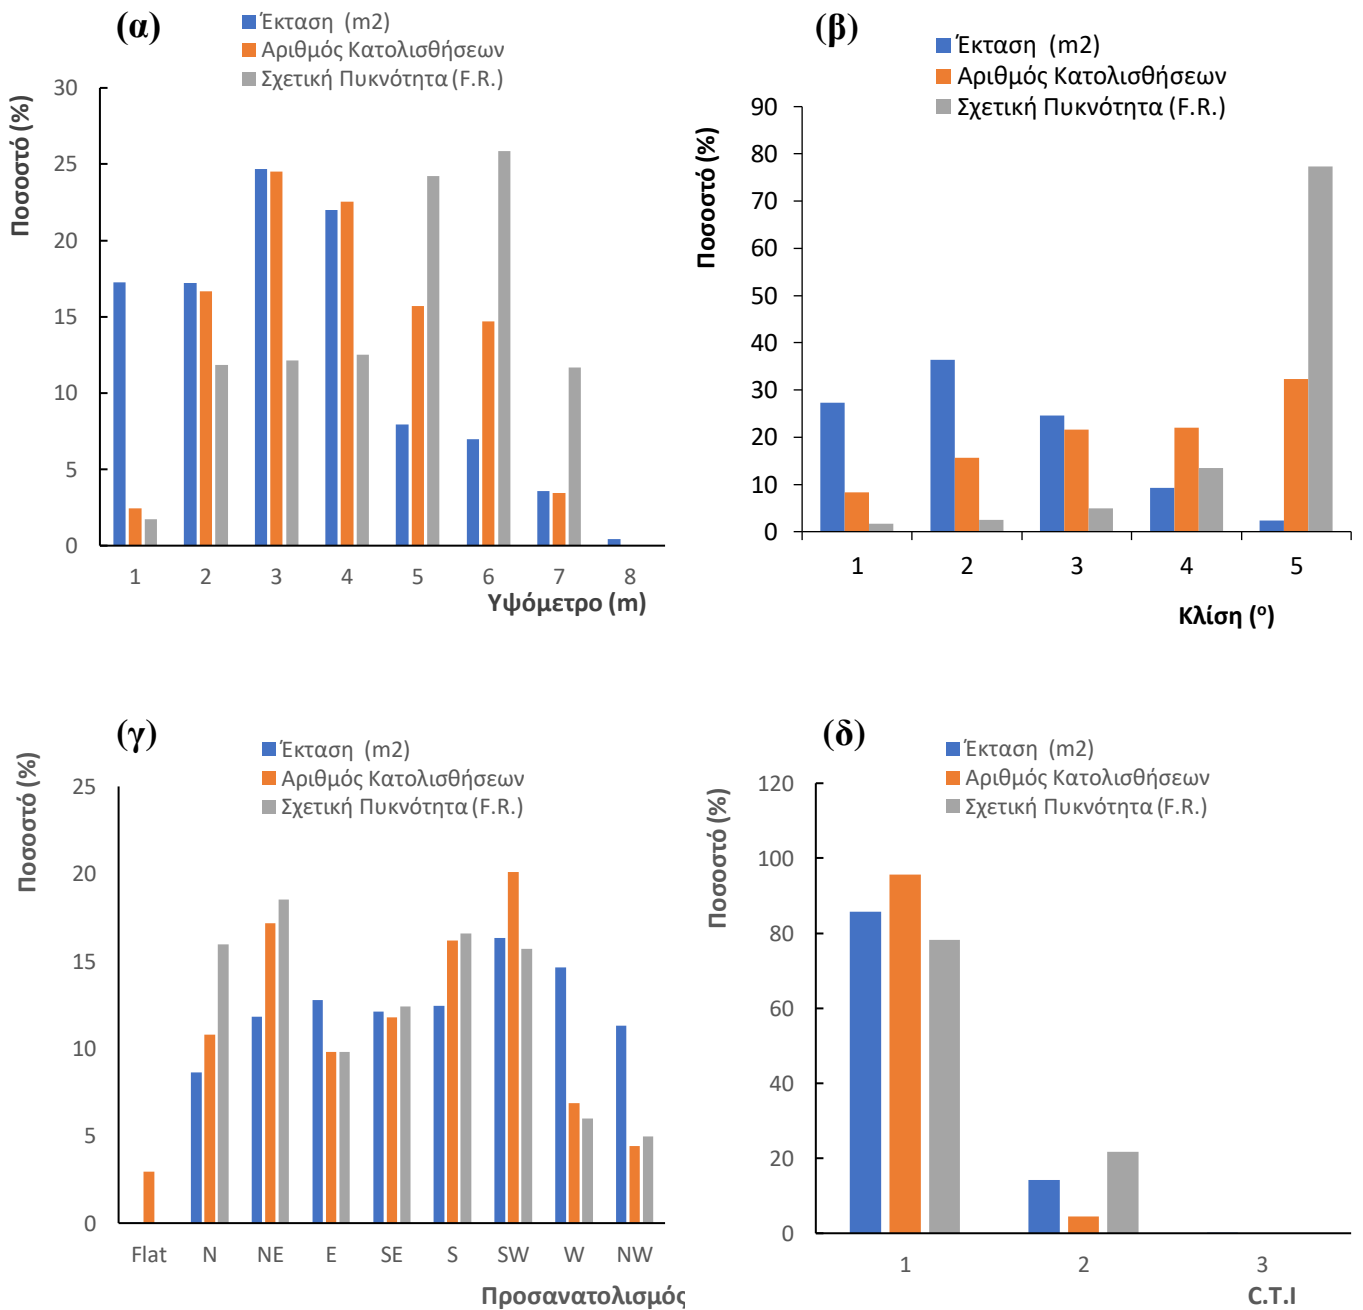 (α)
Έκταση (m2)
Αριθμός Κατολισθήσεων
Σχετική Πυκνότητα (F.R.)
Ποσοστό (%)
30
25
20
15
10
5
0
1 2 3 4 5 6 7 8
Υψόμετρο (m)
(β)
Έκταση (m2)
Αριθμός Κατολισθήσεων
Σχετική Πυκνότητα (F.R.)
Ποσοστό (%)
90
80
70
60
50
40
30
20
10
0
1 2 3 4 5
Κλίση (º)
(γ)
Έκταση (m2)
Αριθμός Κατολισθήσεων
Σχετική Πυκνότητα (F.R.)
Ποσοστό (%)
25
20
15
10
5
0
Flat N NE E SE S SW W NW
Προσανατολισμός
(δ)
Έκταση (m2)
Αριθμός Κατολισθήσεων
Σχετική Πυκνότητα (F.R.)
Ποσοστό (%)
120
100
80
60
40
20
0
1 2 3
C.T.I